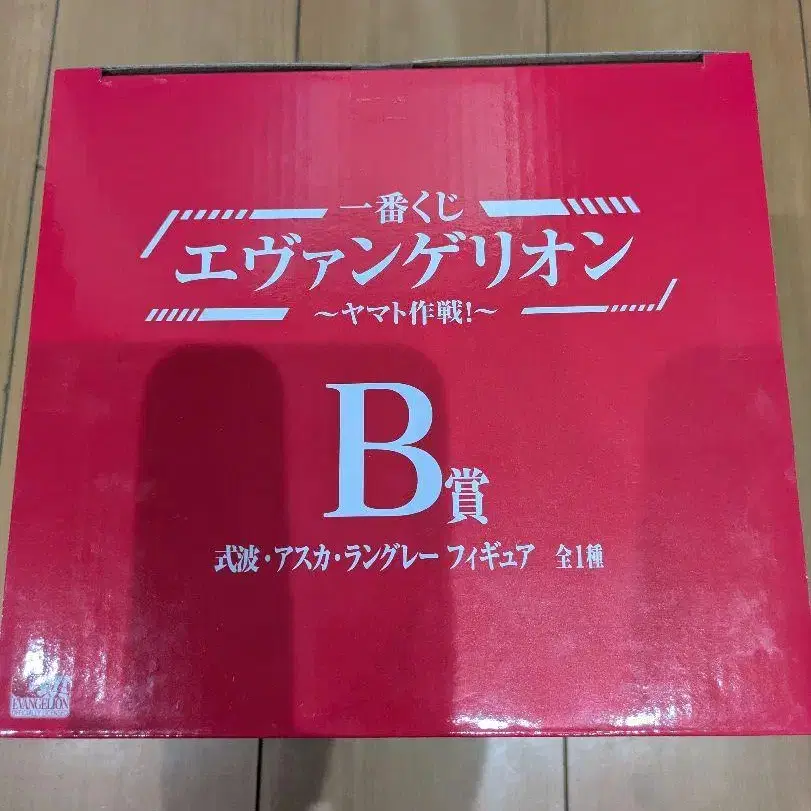 一番くじ
エヴァンゲリオン
～ヤマト作戦!～
B賞
式波・アスカ・ラングレー フィギュア 全1種
EVANGELION